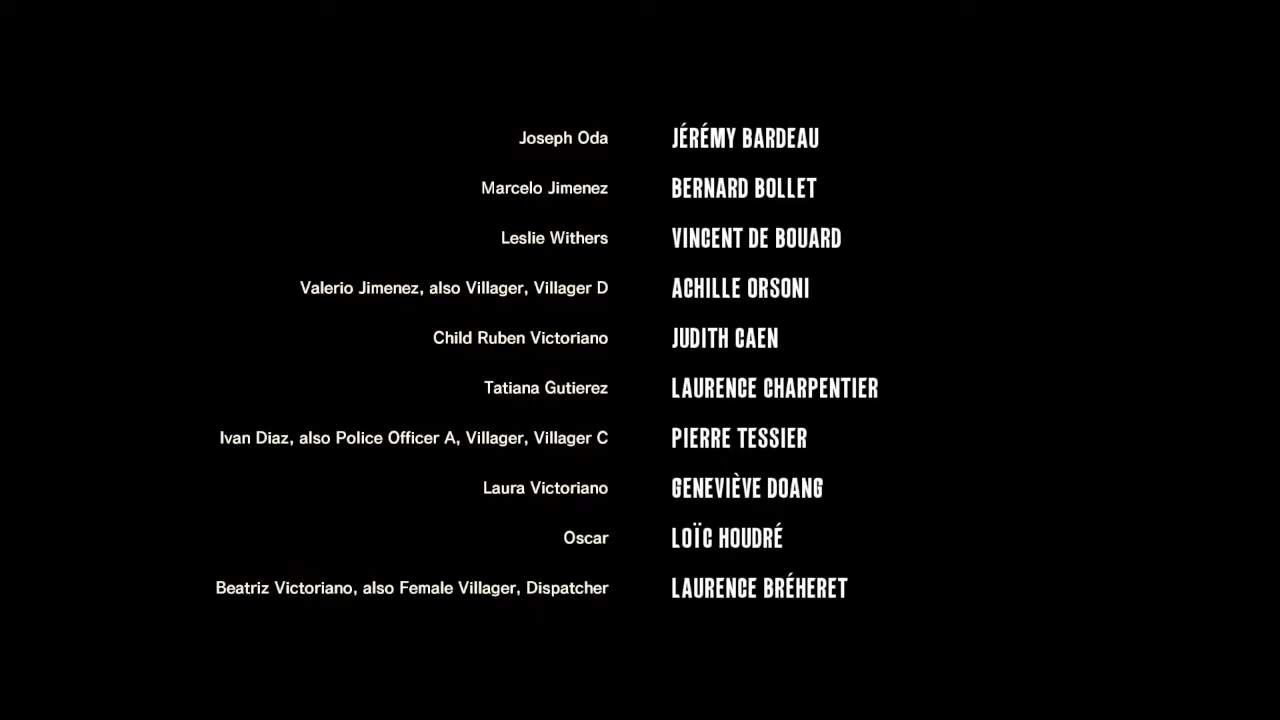 Joseph Oda JÉRÉMY BARDEAU
Marcelo Jimenez BERNARD BOLLET
Leslie Withers VINCENT DE BOUARD
Valerio Jimenez, also Villager, Villager D ACHILLE ORSONI
Child Ruben Victoriano JUDITH CAEN
Tatiana Gutierez LAURENCE CHARPENTIER
Ivan Diaz, also Police Officer A, Villager, Villager C PIERRE TESSIER
Laura Victoriano GENEVIÈVE DOANG
Oscar LOÏC HOUDRÉ
Beatriz Victoriano, also Female Villager, Dispatcher LAURENCE BRÉHERET